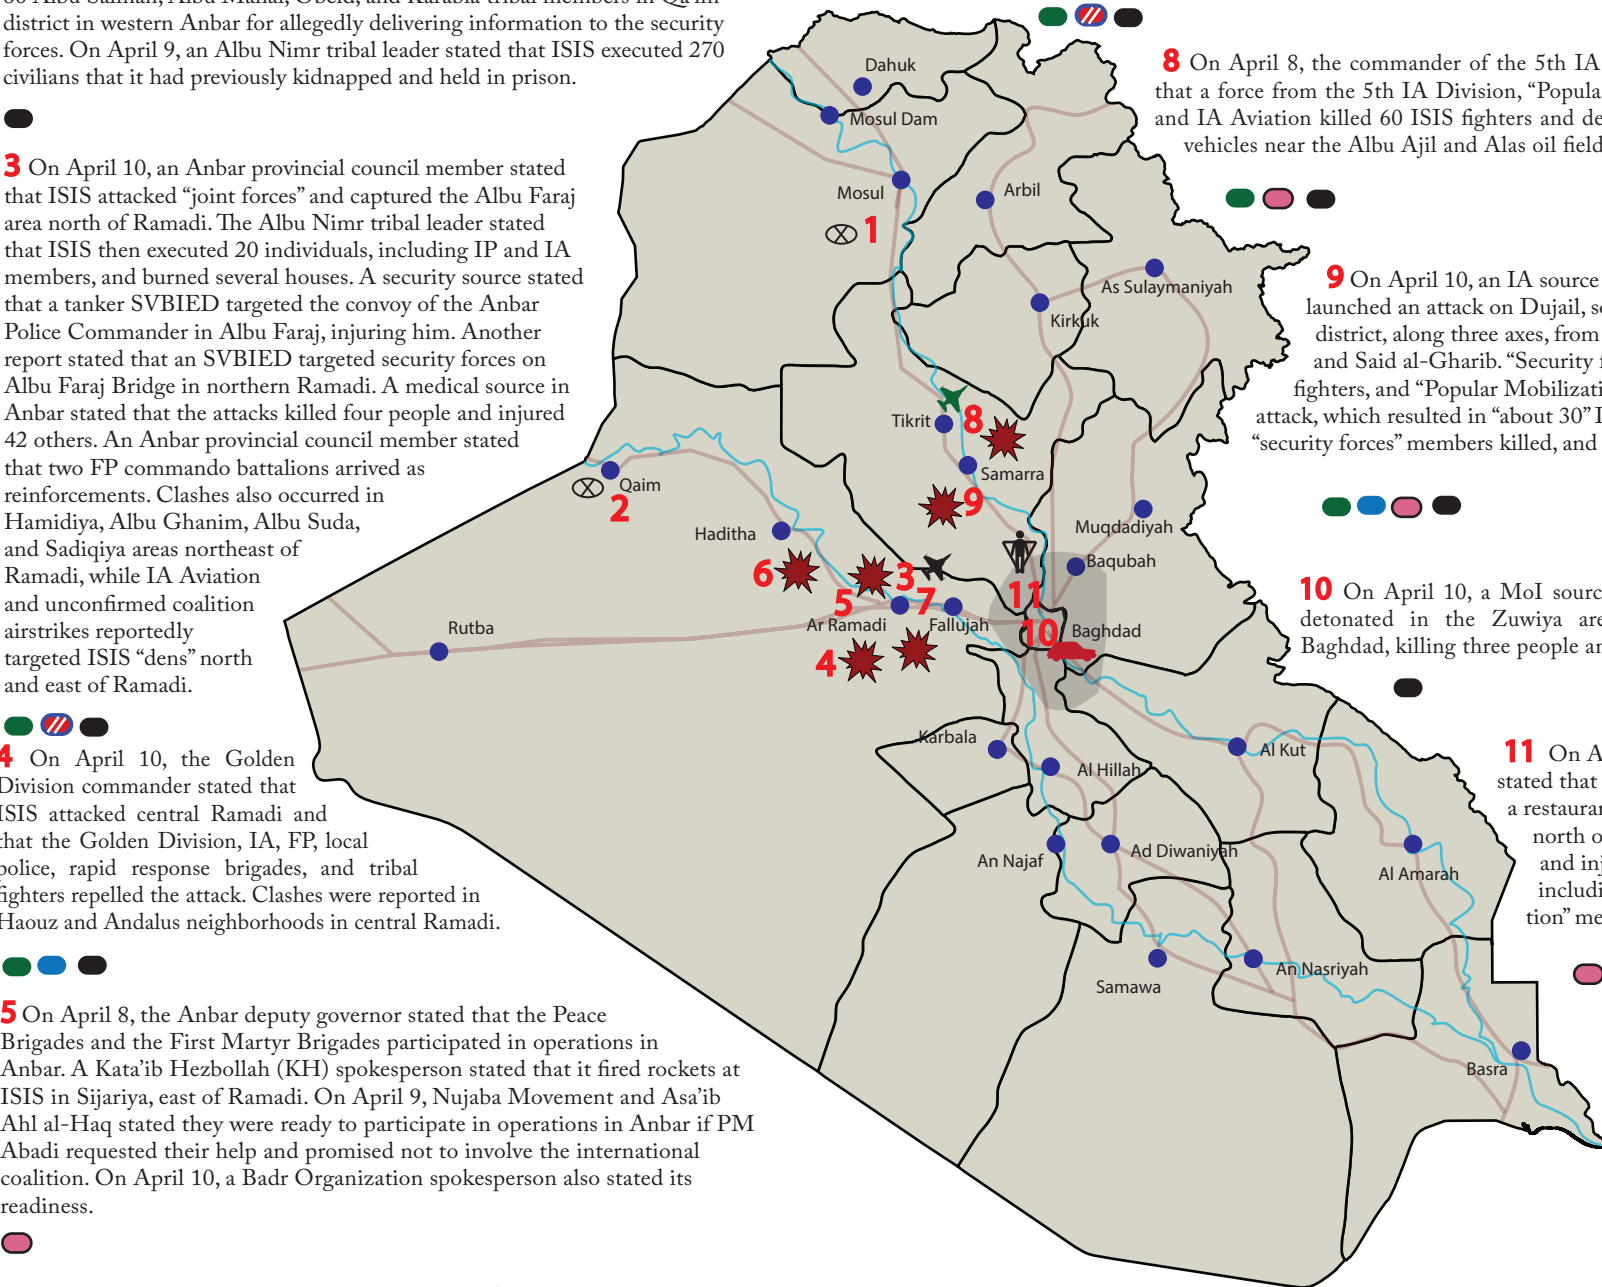 district in western Anbar for allegedly delivering information to the security
forces. On April 9, an Albu Nimr tribal leader stated that ISIS executed 270
civilians that it had previously kidnapped and held in prison.
3 On April 10, an Anbar provincial council member stated
that ISIS attacked “joint forces” and captured the Albu Faraj
area north of Ramadi. The Albu Nimr tribal leader stated
that ISIS then executed 20 individuals, including IP and IA
members, and burned several houses. A security source stated
that a tanker SVBIED targeted the convoy of the Anbar
Police Commander in Albu Faraj, injuring him. Another
report stated that an SVBIED targeted security forces on
Albu Faraj Bridge in northern Ramadi. A medical source in
Anbar stated that the attacks killed four people and injured
42 others. An Anbar provincial council member stated
that two FP commando battalions arrived as
reinforcements. Clashes also occurred in
Hamidiya, Albu Ghanim, Albu Suda,
and Sadiqiya areas northeast of
Ramadi, while IA Aviation
and unconfirmed coalition
airstrikes reportedly
targeted ISIS “dens” north
and east of Ramadi.
4 On April 10, the Golden
Division commander stated that
ISIS attacked central Ramadi and
that the Golden Division, IA, FP, local
police, rapid response brigades, and tribal
fighters repelled the attack. Clashes were reported in
Haouz and Andalus neighborhoods in central Ramadi.
5 On April 8, the Anbar deputy governor stated that the Peace
Brigades and the First Martyr Brigades participated in operations in
Anbar. A Kata’ib Hezbollah (KH) spokesperson stated that it fired rockets at
ISIS in Sijariya, east of Ramadi. On April 9, Nujaba Movement and Asa’ib
Ahl al-Haq stated they were ready to participate in operations in Anbar if PM
Abadi requested their help and promised not to involve the international
coalition. On April 10, a Badr Organization spokesperson also stated its
readiness.
8 On April 8, the commander of the 5th IA
that a force from the 5th IA Division, “Popula
and IA Aviation killed 60 ISIS fighters and de
vehicles near the Albu Ajil and Alas oil field
9 On April 10, an IA source
launched an attack on Dujail, so
district, along three axes, from
and Said al-Gharib. “Security f
fighters, and “Popular Mobilizati
attack, which resulted in “about 30” I
“security forces” members killed, and
10 On April 10, a MoI source
detonated in the Zuwiya are
Baghdad, killing three people an
11 On A
stated that
a restauran
north o
and inj
includi
tion” me
Dahuk
Mosul Dam
Mosul
Arbil
1
As Sulaymaniyah
Kirkuk
Tikrit
8
Samarra
Qaim
2
9
Haditha
Muqdadiyah
Baqubah
6
3
5
7
11
Ar Ramadi
Fallujah
10
Baghdad
Rutba
4
Karbala
Al Kut
Al Hillah
An Najaf
Ad Diwaniyah
Al Amarah
Samawa
An Nasriyah
Basra